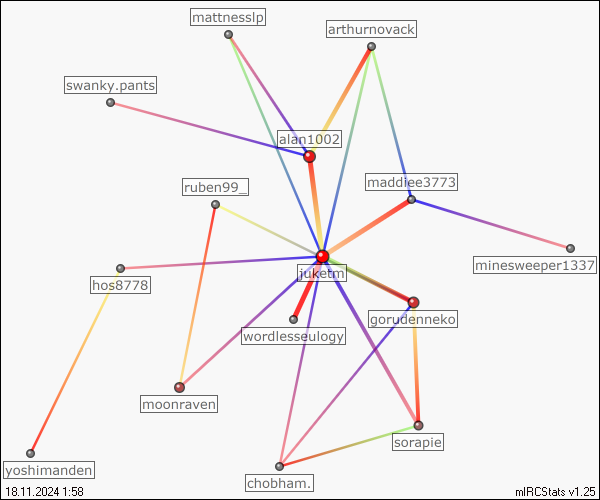 mattnesslp
arthurnovack
swanky.pants
alan1002
maddiee3773
ruben99_
minesweeper1337
juketm
hos8778
gorudenneko
wordlesseulogy
moonraven
sorapie
yoshimanden
chobham.
18.11.2024 1:58
mIRCStats v1.25